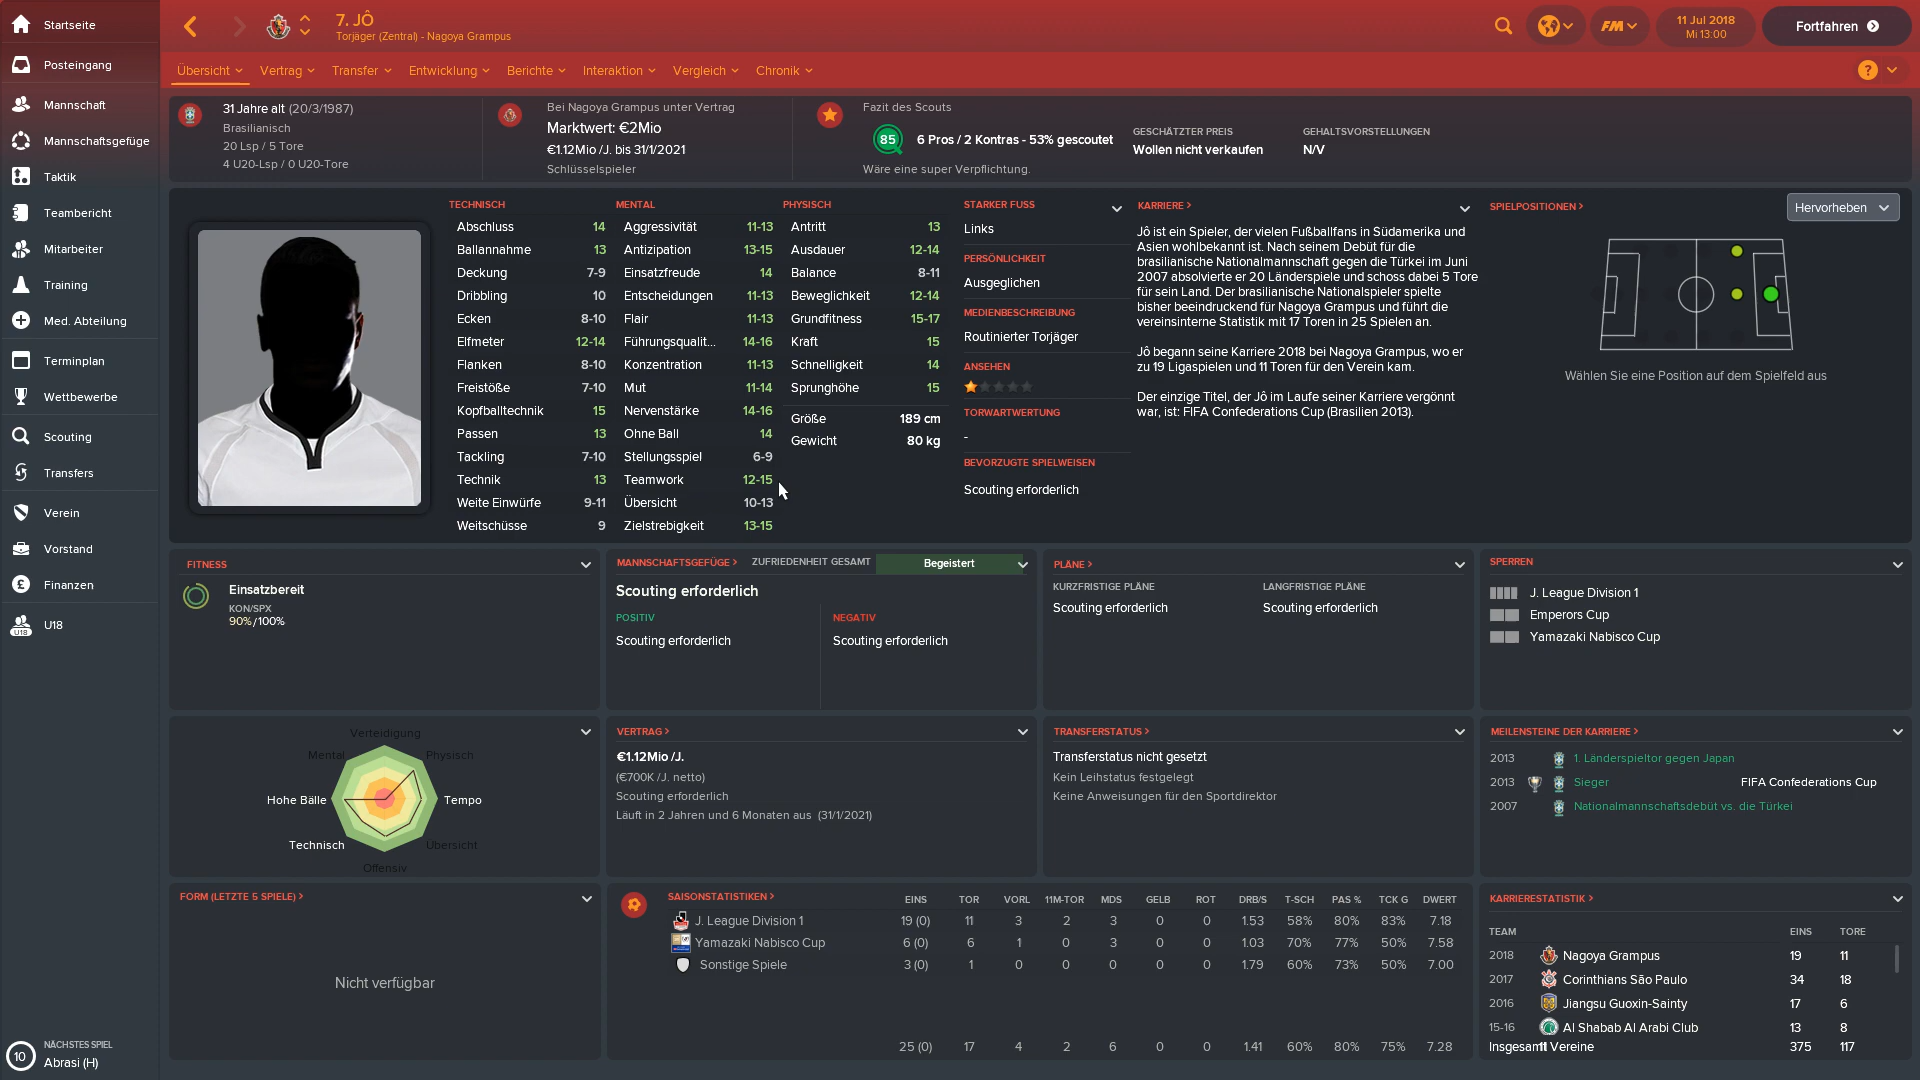 Startseite
Posteingang
Mannschaft
Mannschaftsgefüge
Taktik
Teambericht
Mitarbeiter
Training
Med. Abteilung
Terminplan
Wettbewerbe
Scouting
Transfers
Verein
Vorstand
£ Finanzen
U18 U18
10 NÄCHSTES SPIEL
Abrasi (H)
7. JÔ
Torjäger (Zentral) - Nagoya Grampus
FM
11 Jul 2018
Mi 13:00
Fortfahren
Übersicht Vertrag Transfer Entwicklung Berichte Interaktion Vergleich Chronik ?
31 Jahre alt (20/3/1987)
Brasilianisch
20 Lsp / 5 Tore
4 U20-Lsp / 0 U20-Tore
Bei Nagoya Grampus unter Vertrag
Marktwert: €2Mio
€1.12Mio /J. bis 31/1/2021
Schlüsselspieler
Fazit des Scouts
85 6 Pros / 2 Kontras - 53% gescoutet
Wäre eine super Verpflichtung.
GESCHÄTZTER PREIS
Wollen nicht verkaufen
GEHALTSVORSTELLUNGEN
N/V
TECHNISCH
Abschluss 14
Ballannahme 13
Deckung 7-9
Dribbling 10
Ecken 8-10
Elfmeter 12-14
Flanken 8-10
Freistöße 7-10
Kopfballtechnik 15
Passen 13
Tackling 7-10
Technik 13
Weite Einwürfe 9-11
Weitschüsse 9
MENTAL
Aggressivität 11-13
Antizipation 13-15
Einsatzfreude 14
Entscheidungen 11-13
Flair 11-13
Führungsqualit... 14-16
Konzentration 11-13
Mut 11-14
Nervenstärke 14-16
Ohne Ball 14
Stellungsspiel 6-9
Teamwork 12-15
Übersicht 10-13
Zielstrebigkeit 13-15
PHYSISCH
Antritt 13
Ausdauer 12-14
Balance 8-11
Beweglichkeit 12-14
Grundfitness 15-17
Kraft 15
Schnelligkeit 14
Sprunghöhe 15
Größe 189 cm
Gewicht 80 kg
STARKER FUSS
Links
PERSÖNLICHKEIT
Ausgeglichen
MEDIENBESCHREIBUNG
Routinierter Torjäger
ANSEHEN
TORWARTWERTUNG
-
BEVORZUGTE SPIELWEISEN
Scouting erforderlich
KARRIERE >
Jô ist ein Spieler, der vielen Fußballfans in Südamerika und
Asien wohlbekannt ist. Nach seinem Debüt für die
brasilianische Nationalmannschaft gegen die Türkei im Juni
2007 absolvierte er 20 Länderspiele und schoss dabei 5 Tore
für sein Land. Der brasilianische Nationalspieler spielte
bisher beeindruckend für Nagoya Grampus und führt die
vereinsinterne Statistik mit 17 Toren in 25 Spielen an.
Jô begann seine Karriere 2018 bei Nagoya Grampus, wo er
zu 19 Ligaspielen und 11 Toren für den Verein kam.
Der einzige Titel, der Jô im Laufe seiner Karriere vergönnt
war, ist: FIFA Confederations Cup (Brasilien 2013).
SPIELPOSITIONEN >
Hervorheben
Wählen Sie eine Position auf dem Spielfeld aus
FITNESS
Einsatzbereit
KON/SPX
90%/100%
MANNSCHAFTSGEFÜGE > ZUFRIEDENHEIT GESAMT Begeistert
Scouting erforderlich
POSITIV
Scouting erforderlich
NEGATIV
Scouting erforderlich
PLÄNE >
KURZFRISTIGE PLÄNE
Scouting erforderlich
LANGFRISTIGE PLÄNE
Scouting erforderlich
SPERREN
J. League Division 1
Emperors Cup
Yamazaki Nabisco Cup
Verteidigung
Mental Physisch
Hohe Bälle Tempo
Technisch Übersicht
Offensiv
VERTRAG >
€1.12Mio /J.
(€700K /J. netto)
Scouting erforderlich
Läuft in 2 Jahren und 6 Monaten aus (31/1/2021)
TRANSFERSTATUS >
Transferstatus nicht gesetzt
Kein Leihstatus festgelegt
Keine Anweisungen für den Sportdirektor
MEILENSTEINE DER KARRIERE >
2013 1. Länderspieltor gegen Japan
2013 Sieger FIFA Confederations Cup
2007 Nationalmannschaftsdebüt vs. die Türkei
FORM (LETZTE 5 SPIELE) >
Nicht verfügbar
SAISONSTATISTIKEN > EINS TOR VORL 11M-TOR MDS GELB ROT DRB/S T-SCH PAS % TCK G DWERT
J. League Division 1 19 (0) 11 3 2 3 0 0 1.53 58% 80% 83% 7.18
Yamazaki Nabisco Cup 6 (0) 6 1 0 3 0 0 1.03 70% 77% 50% 7.58
Sonstige Spiele 3 (0) 1 0 0 0 0 0 1.79 60% 73% 50% 7.00
25 (0) 17 4 2 6 0 0 1.41 60% 80% 75% 7.28
KARRIERESTATISTIK >
TEAM EINS TORE
2018 Nagoya Grampus 19 11
2017 Corinthians São Paulo 34 18
2016 Jiangsu Guoxin-Sainty 17 6
15-16 Al Shabab Al Arabi Club 13 8
Insgesamt 11 Vereine 375 117